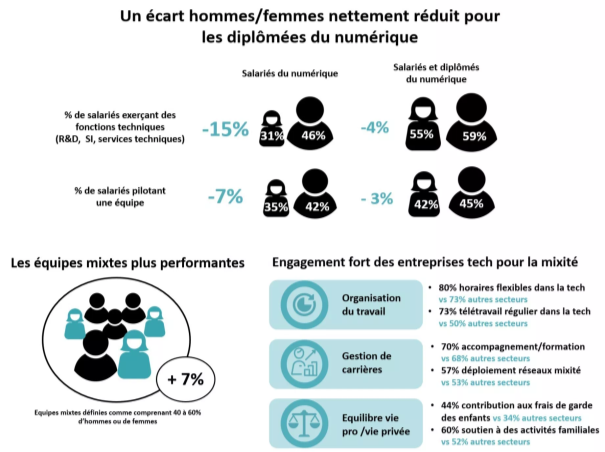 Un écart hommes/femmes nettement réduit pour
les diplômées du numérique
Salariés du numérique
Salariés et diplômés
du numérique
% de salariés exerçant des
fonctions techniques
(R&D, SI, services techniques)
-15%
31%
46%
-4%
55%
59%
% de salariés pilotant
une équipe
-7%
35%
42%
- 3%
42%
45%
Les équipes mixtes plus performantes
+ 7%
Equipes mixtes définies comme comprenant 40 à 60%
d'hommes ou de femmes
Engagement fort des entreprises tech pour la mixité
Organisation
du travail
• 80% horaires flexibles dans la tech
vs 73% autres secteurs
• 73% télétravail régulier dans la tech
vs 50% autres secteurs
Gestion de
carrières
• 70% accompagnement/formation
vs 68% autres secteurs
• 57% déploiement réseaux mixité
vs 53% autres secteurs
Equilibre vie
pro /vie privée
• 44% contribution aux frais de garde
des enfants vs 34% autres secteurs
• 60% soutien à des activités familiales
vs 52% autres secteurs